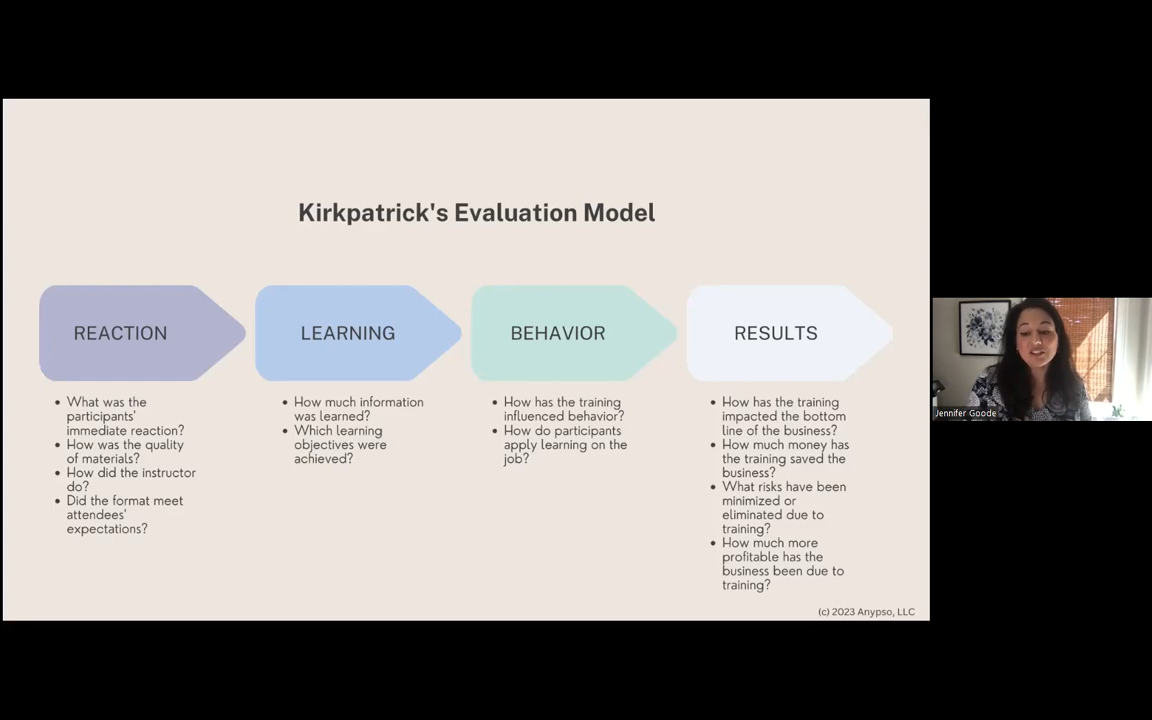 Kirkpatrick's Evaluation Model
REACTION
LEARNING
BEHAVIOR
RESULTS
• What was the
participants'
immediate reaction?
• How was the quality
of materials?
• How did the instructor
do?
• Did the format meet
attendees'
expectations?
• How much information
was learned?
• Which learning
objectives were
achieved?
• How has the training
influenced behavior?
• How do participants
apply learning on the
job?
• How has the training
impacted the bottom
line of the business?
• How much money has
the training saved the
business?
• What risks have been
minimized or
eliminated due to
training?
• How much more
profitable has the
business been due to
training?
(c) 2023 Anypso, LLC
Jennifer Goode